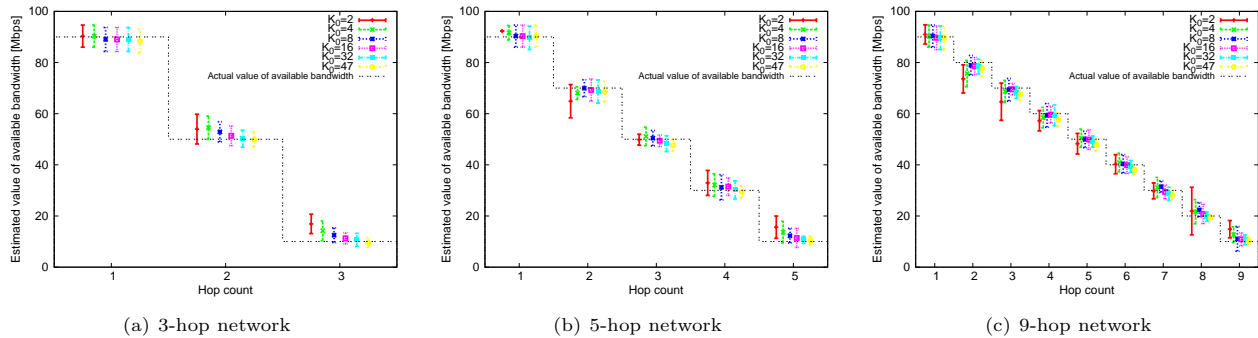 Estimated value of available bandwidth [Mbps]
100
80
60
40
20
0
K0=2
K0=4
K0=8
K0=16
K0=32
K0=47
Actual value of available bandwidth
1 2 3
Hop count
(a) 3-hop network
Estimated value of available bandwidth [Mbps]
100
80
60
40
20
0
K0=2
K0=4
K0=8
K0=16
K0=32
K0=47
Actual value of available bandwidth
1 2 3 4 5
Hop count
(b) 5-hop network
Estimated value of available bandwidth [Mbps]
100
80
60
40
20
0
K0=2
K0=4
K0=8
K0=16
K0=32
K0=47
Actual value of available bandwidth
1 2 3 4 5 6 7 8 9
Hop count
(c) 9-hop network